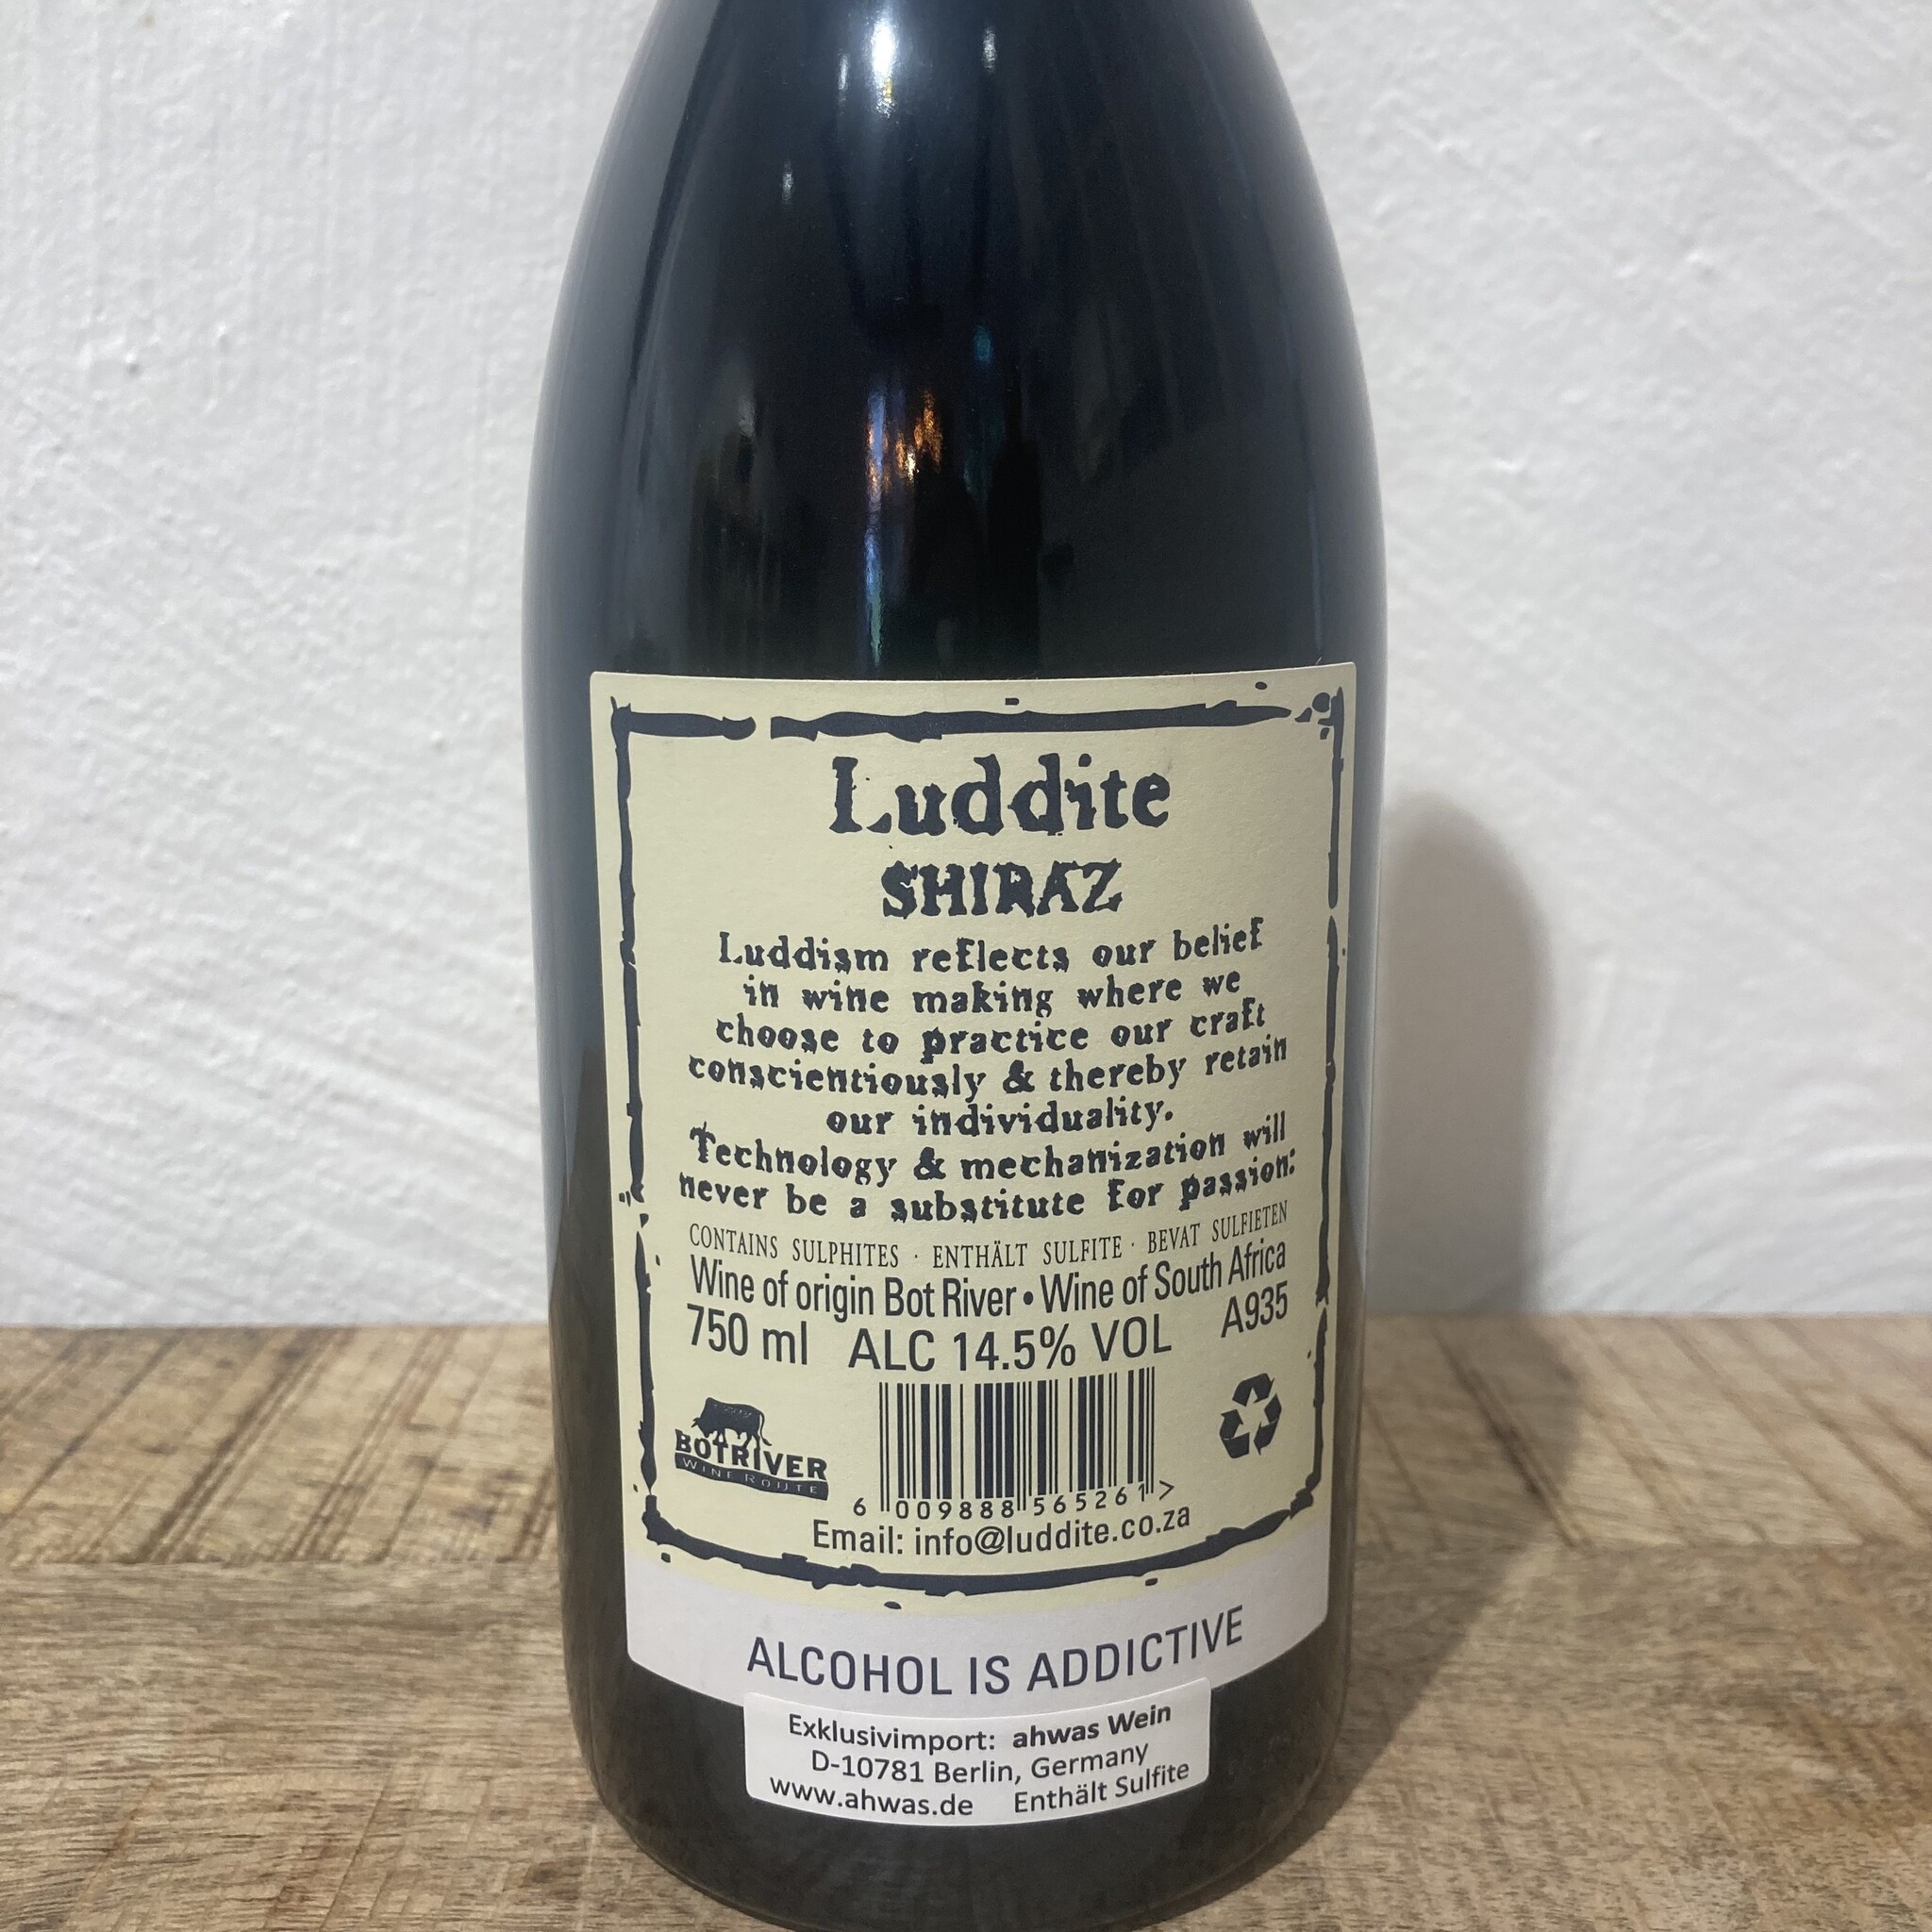 Luddite
SHIRAZ
Luddism reflects our belief
in wine making where we
choose to practice our craft
conscientiously & thereby retain
our individuality.
Technology & mechanization will
never be a substitute for passion.
CONTAINS SULPHITES · ENTHÄLT SULFITE · BEVAT SULFIETEN
Wine of origin Bot River • Wine of South Africa
750 ml ALC 14.5% VOL A935
BOTRIVER
WINE ROUTE
6 009888 565261 >
Email: info@luddite.co.za
ALCOHOL IS ADDICTIVE
Exklusivimport: ahwas Wein
D-10781 Berlin, Germany
www.ahwas.de Enthält Sulfite